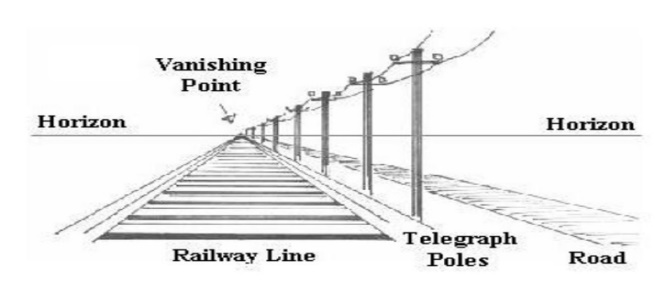 Vanishing
Point
Horizon
Horizon
Railway Line
Telegraph
Poles
Road